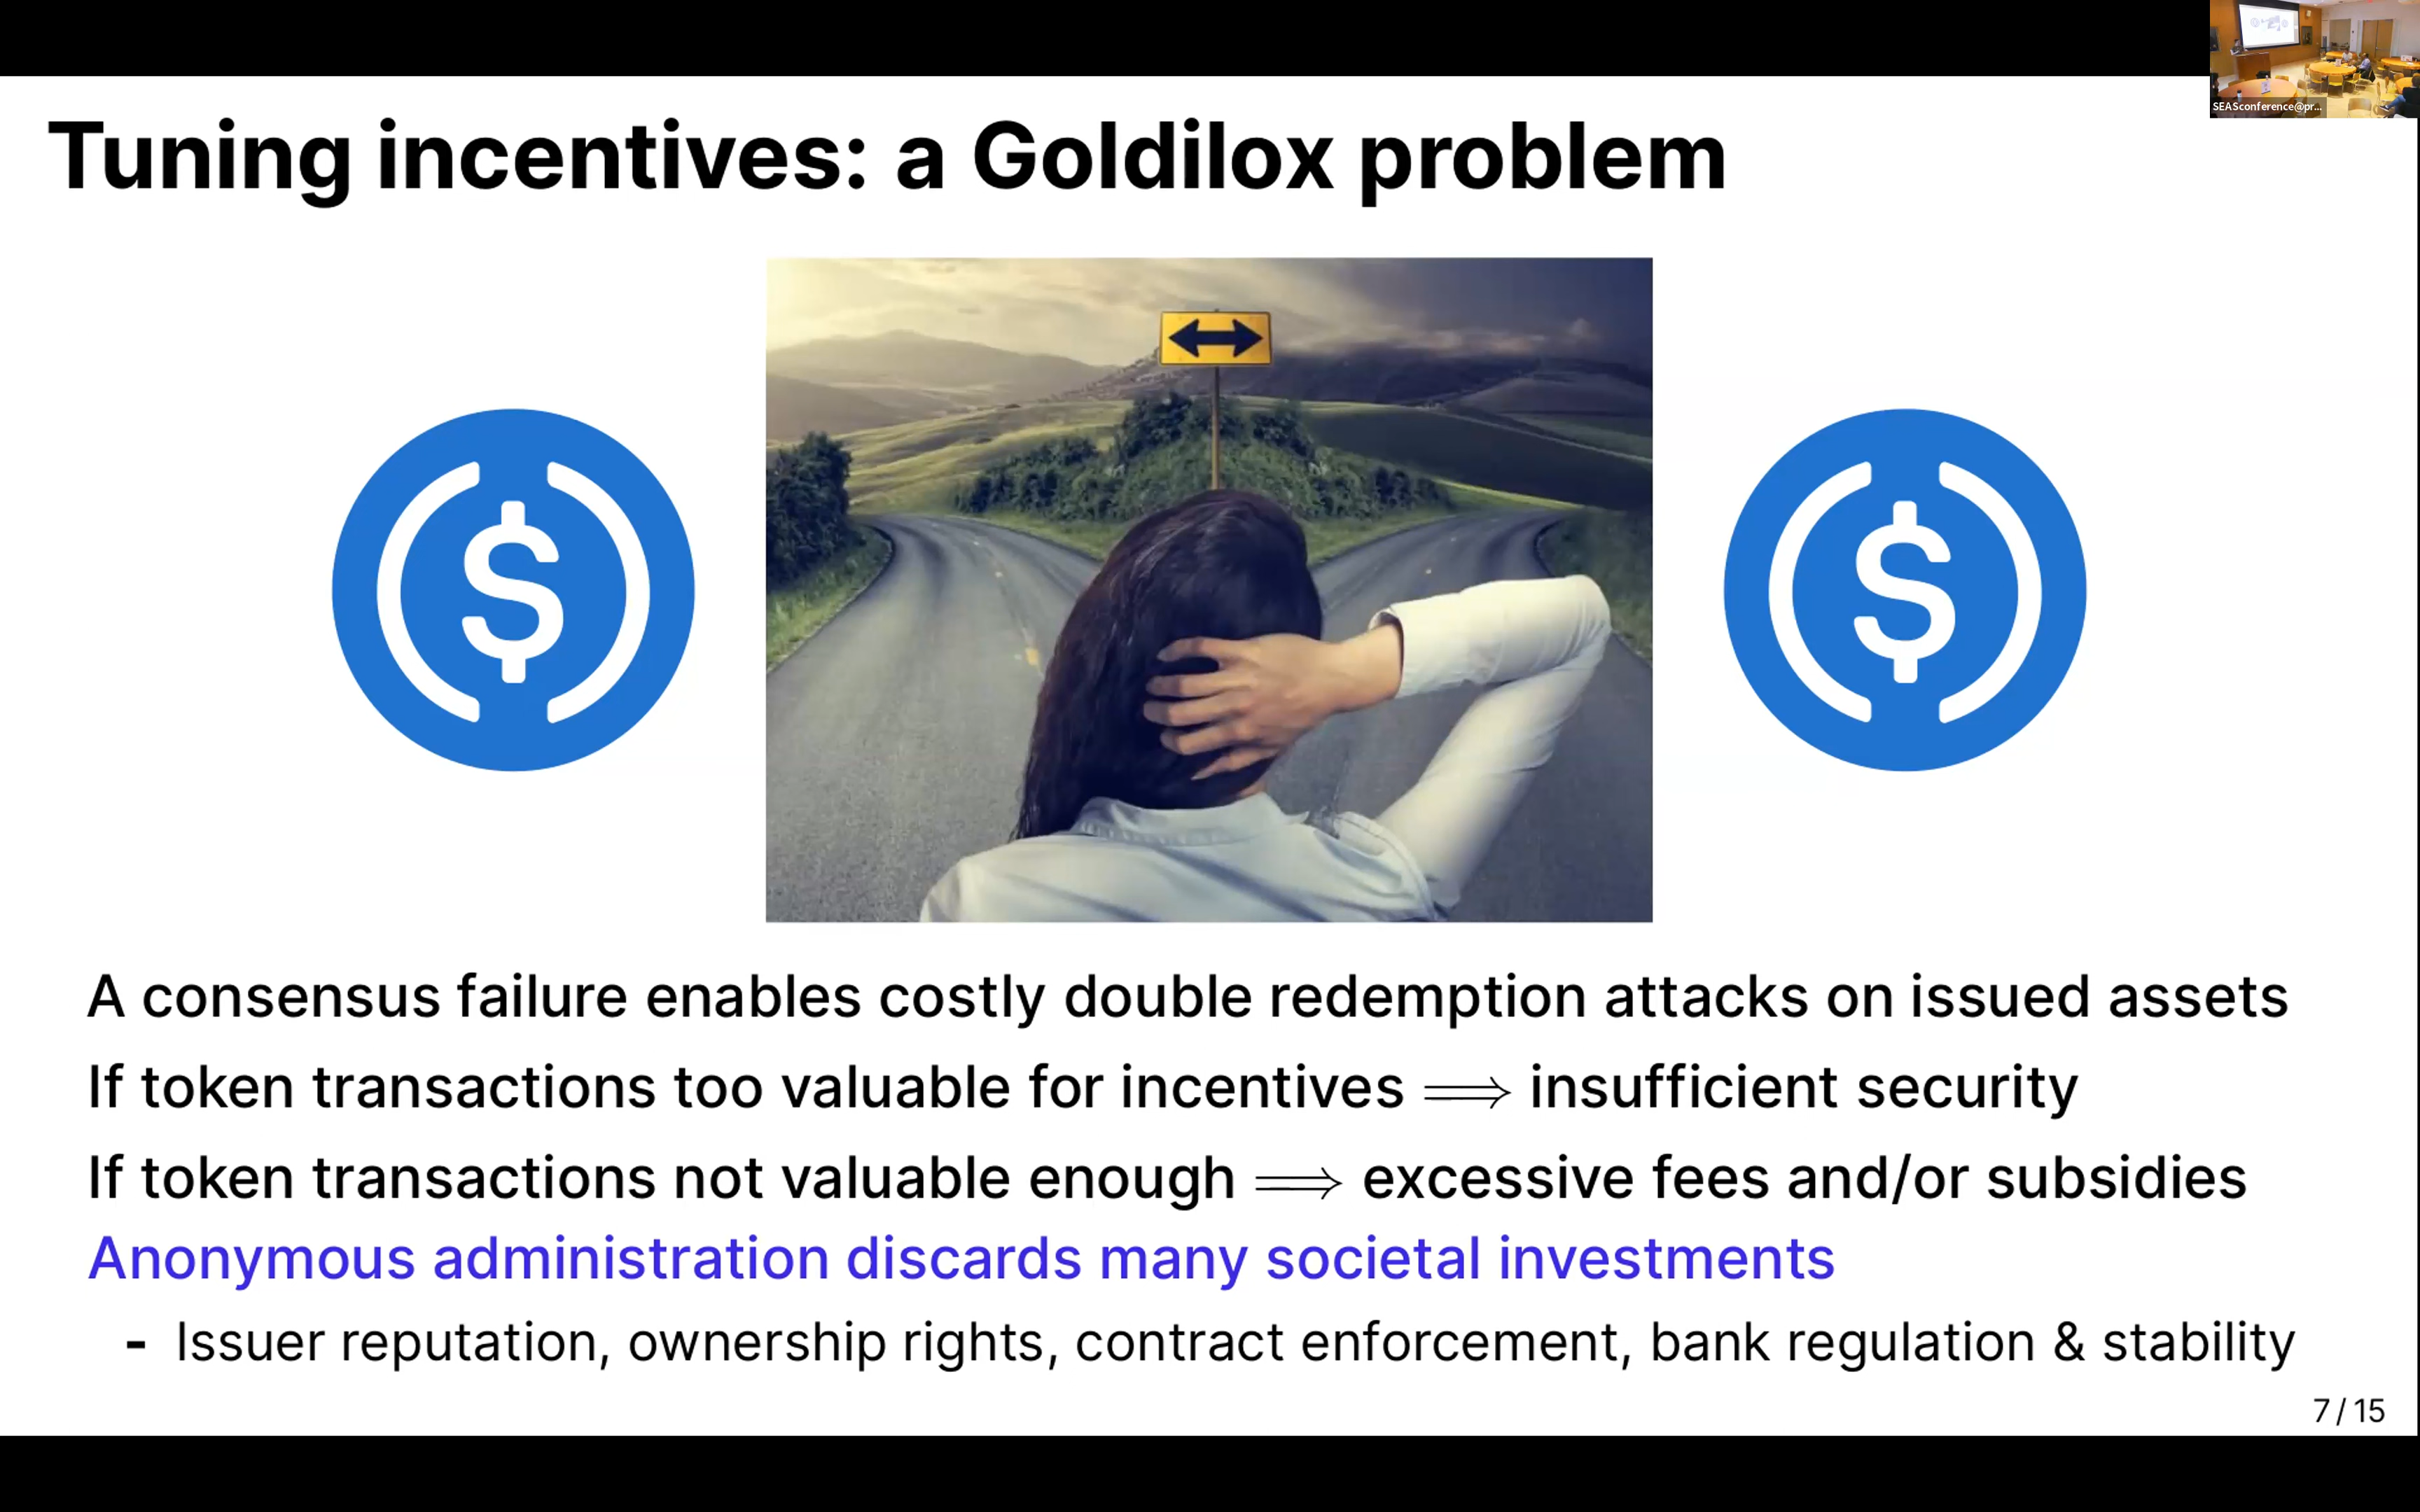 SEASconference@pr...
Tuning incentives: a Goldilox problem
$
$
A consensus failure enables costly double redemption attacks on issued assets
If token transactions too valuable for incentives ⟹ insufficient security
If token transactions not valuable enough ⟹ excessive fees and/or subsidies
Anonymous administration discards many societal investments
- Issuer reputation, ownership rights, contract enforcement, bank regulation & stability
7 / 15